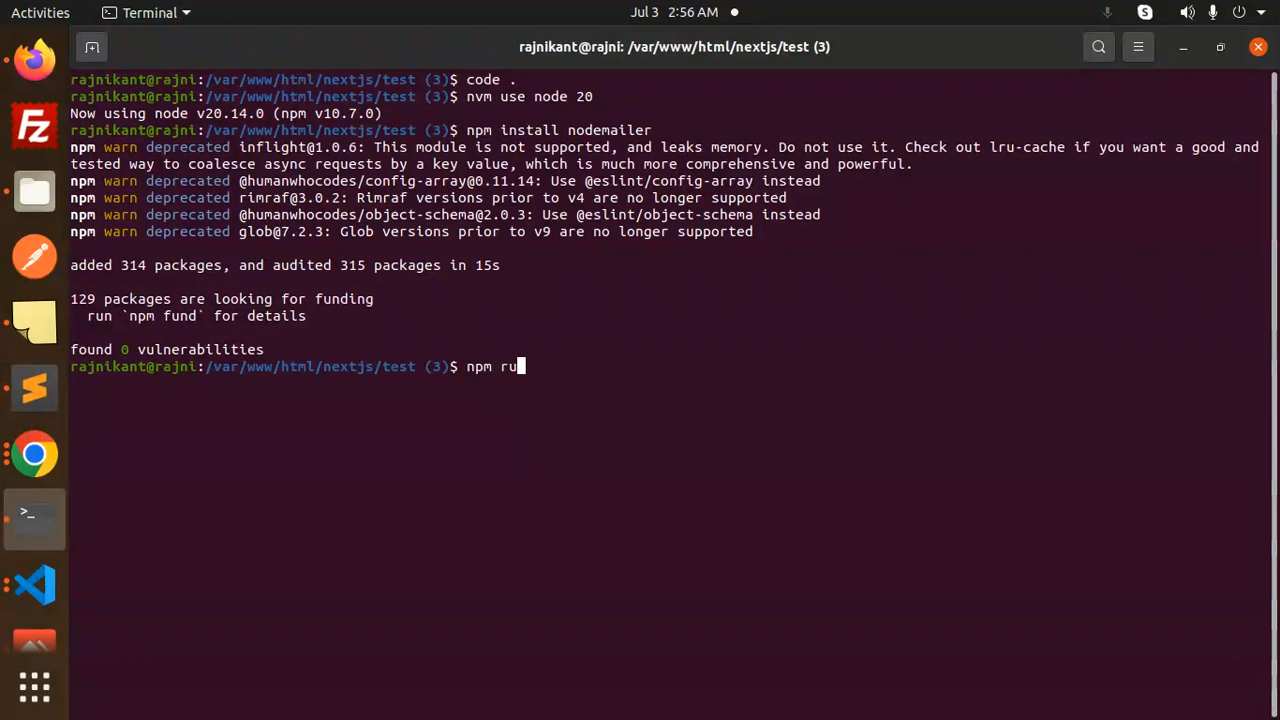 Activities
Terminal
Jul 3 2:56 AM
rajnikant@rajni: /var/www/html/nextjs/test (3)
rajnikant@rajni:/var/www/html/nextjs/test (3)$ code .
rajnikant@rajni:/var/www/html/nextjs/test (3)$ nvm use node 20
Now using node v20.14.0 (npm v10.7.0)
rajnikant@rajni:/var/www/html/nextjs/test (3)$ npm install nodemailer
npm warn deprecated inflight@1.0.6: This module is not supported, and leaks memory. Do not use it. Check out lru-cache if you want a good and
tested way to coalesce async requests by a key value, which is much more comprehensive and powerful.
npm warn deprecated @humanwhocodes/config-array@0.11.14: Use @eslint/config-array instead
npm warn deprecated rimraf@3.0.2: Rimraf versions prior to v4 are no longer supported
npm warn deprecated @humanwhocodes/object-schema@2.0.3: Use @eslint/object-schema instead
npm warn deprecated glob@7.2.3: Glob versions prior to v9 are no longer supported
added 314 packages, and audited 315 packages in 15s
129 packages are looking for funding
run `npm fund` for details
found 0 vulnerabilities
rajnikant@rajni:/var/www/html/nextjs/test (3)$ npm ru
Fz
>_
S